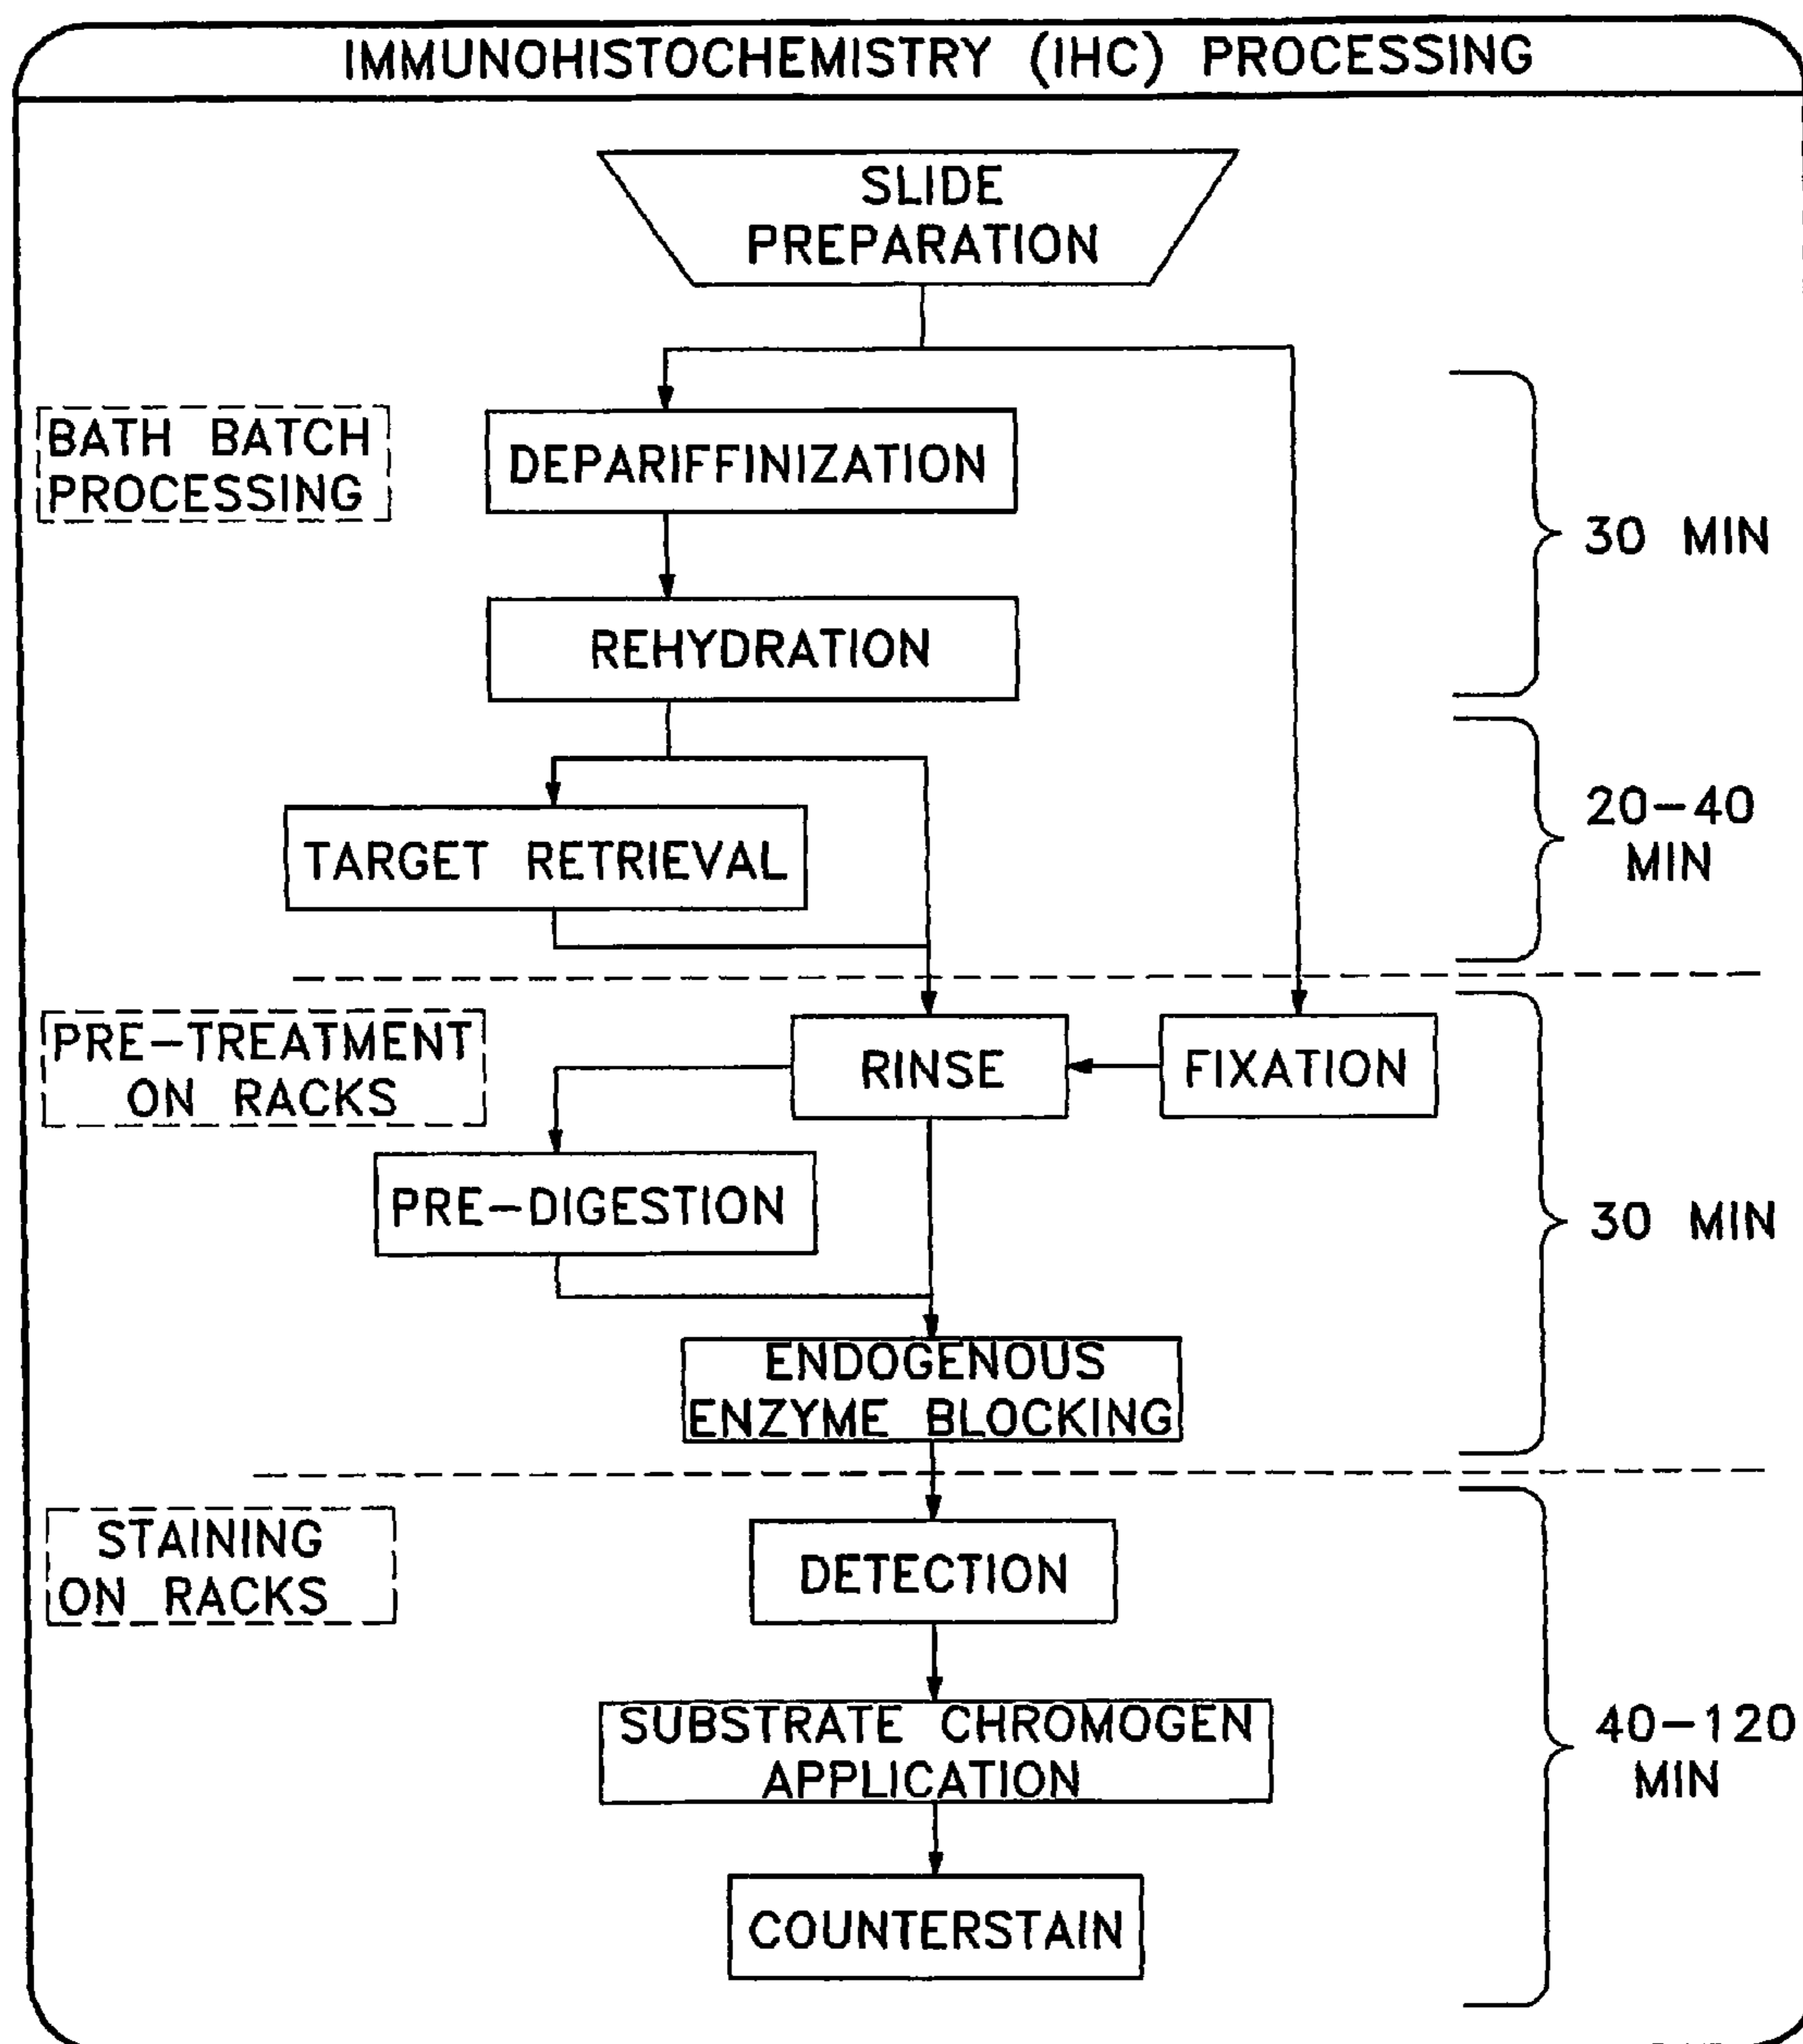 IMMUNOHISTOCHEMISTRY (IHC) PROCESSING
SLIDE
PREPARATION
BATH BATCH
PROCESSING
DEPARIFFINIZATION
30 MIN
REHYDRATION
20-40
MIN
TARGET RETRIEVAL
PRE-TREATMENT
ON RACKS
RINSE
FIXATION
PRE-DIGESTION
30 MIN
ENDOGENOUS
ENZYME BLOCKING
STAINING
ON RACKS
DETECTION
SUBSTRATE CHROMOGEN
APPLICATION
40-120
MIN
COUNTERSTAIN